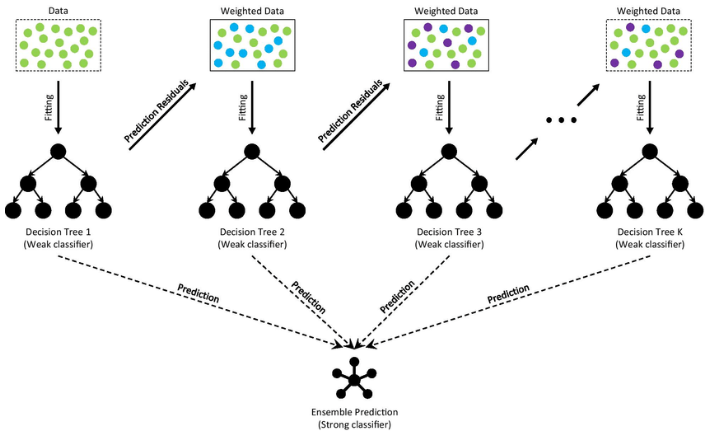 Data
Weighted Data
Weighted Data
Weighted Data
Fitting
Prediction Residuals
Fitting
Prediction Residuals
Fitting
Fitting
Decision Tree 1
(Weak classifier)
Decision Tree 2
(Weak classifier)
Decision Tree 3
(Weak classifier)
Decision Tree K
(Weak classifier)
Prediction
Prediction
Prediction
Prediction
Ensemble Prediction
(Strong classifier)